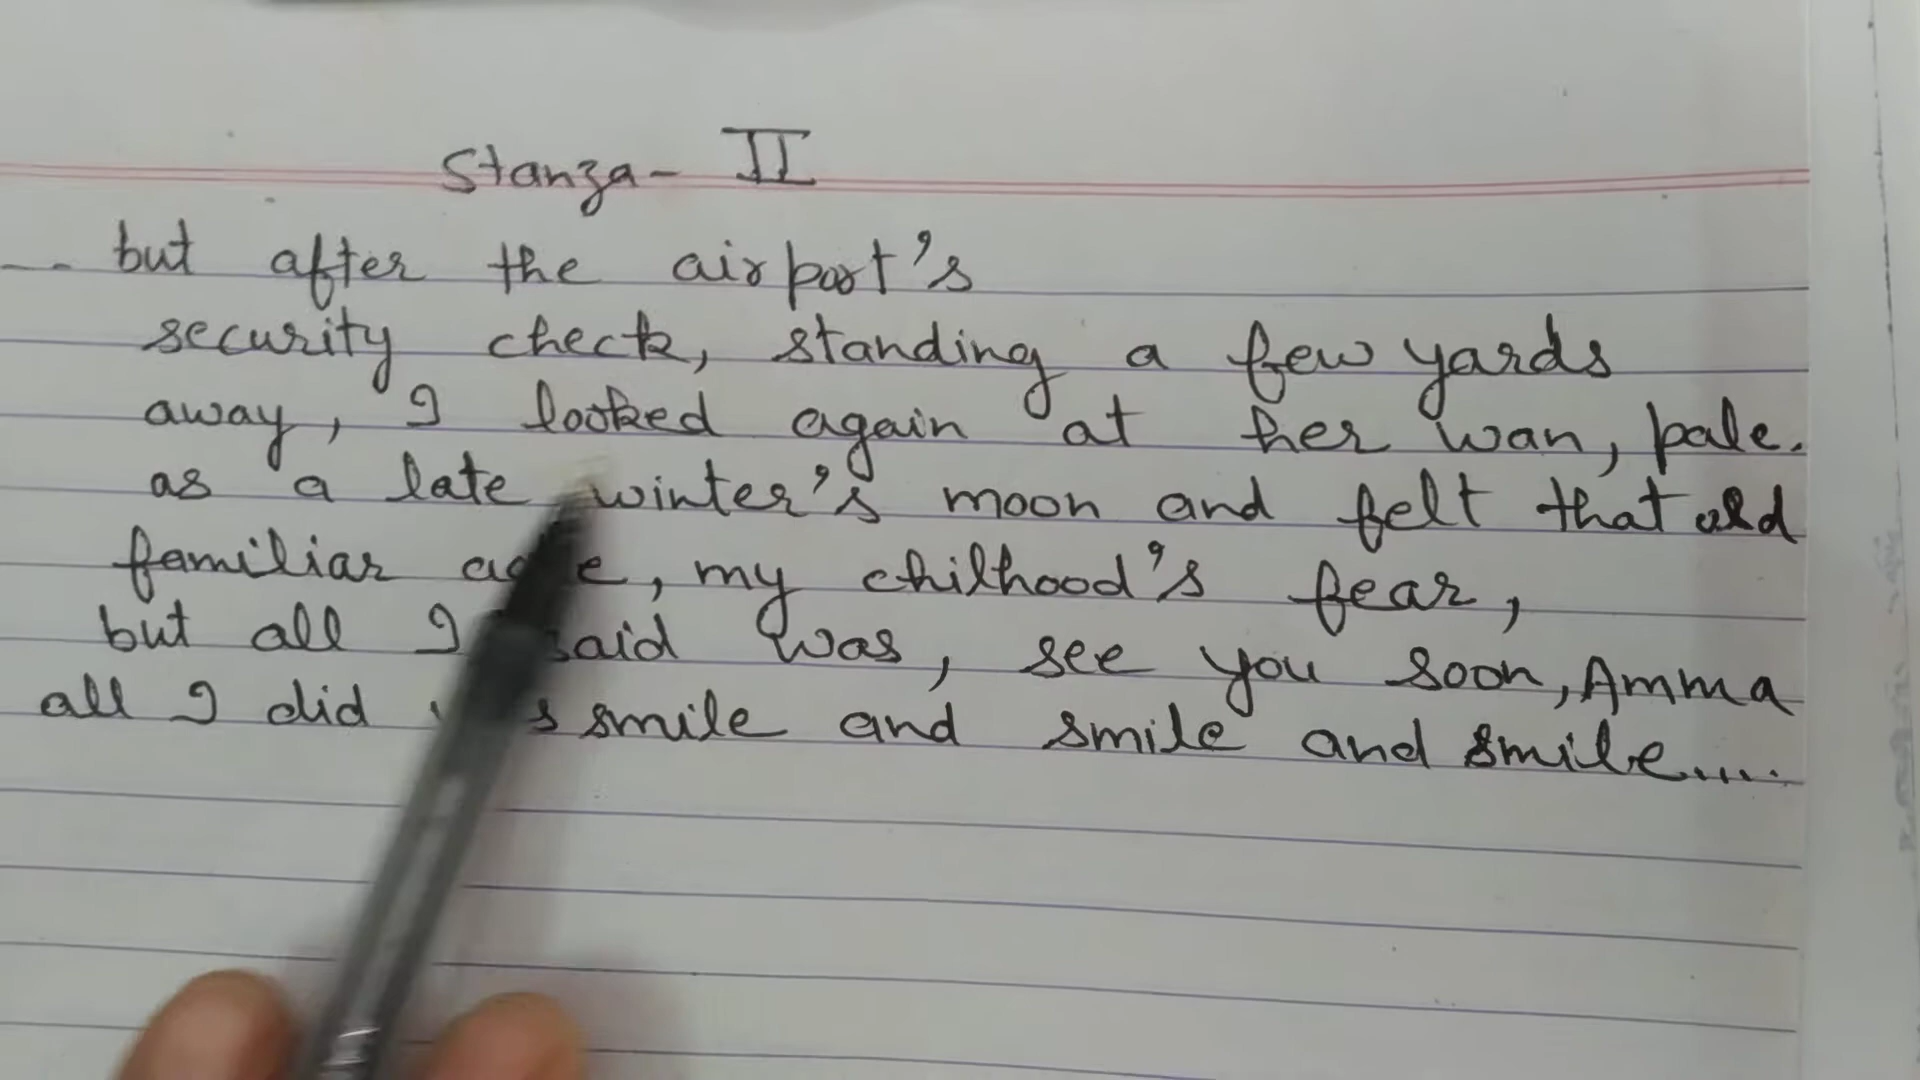 Stanza- II
-- but after the airport's
security check, standing a few yards
away, I looked again at her wan, pale.
as a late winter's moon and felt that old
familiar , my chilhood's fear,
but all I said was, see you soon, Amma
all I did smile and smile and smile....